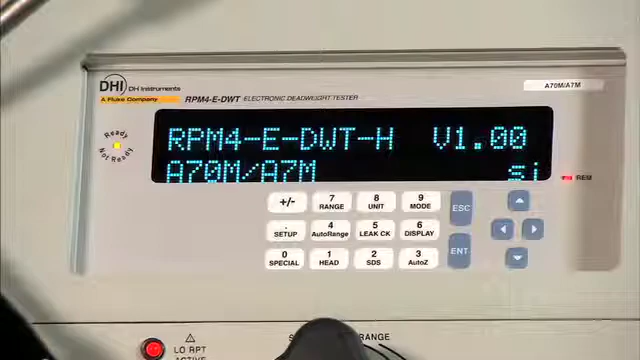 DHI DH Instruments
A Fluke Company
RPM4-E-DWT ELECTRONIC DEADWEIGHT TESTER
A70M/A7M
Ready
Not Ready
RPM4-E-DWT-H V1.00
A70M/A7M si
REM
+/-
7 RANGE
8 UNIT
9 MODE
ESC
. SETUP
4 AutoRange
5 LEAK CK
6 DISPLAY
0 SPECIAL
1 HEAD
2 SDS
3 AutoZ
ENT
LO RPT
ACTIVE
RANGE